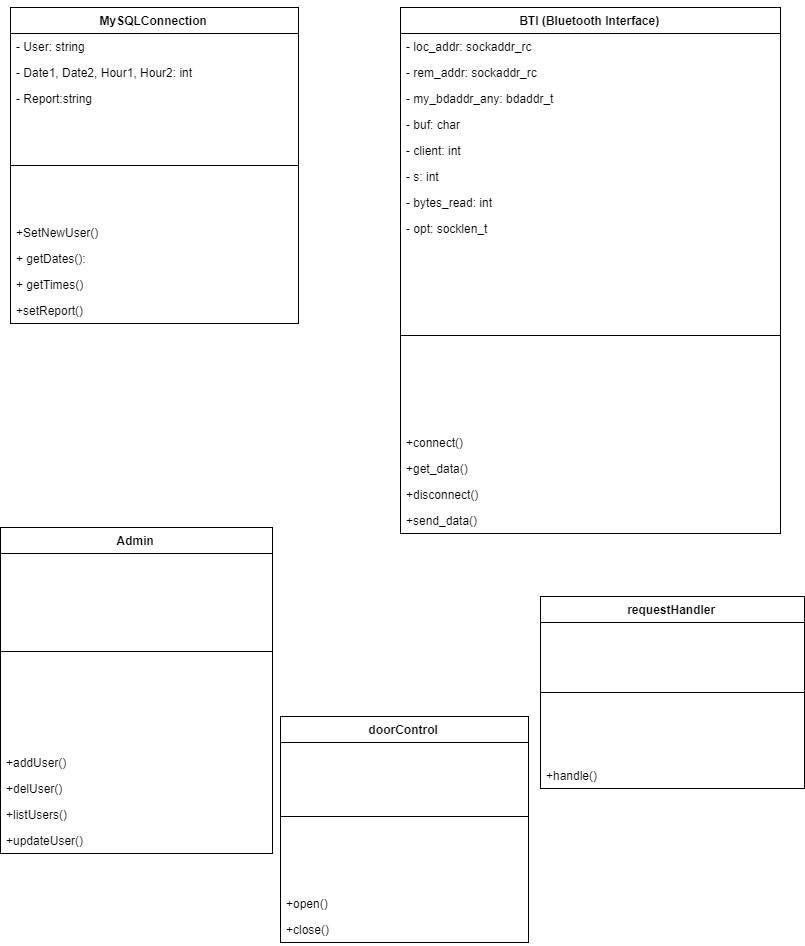 MySQLConnection
- User: string
- Date1, Date2, Hour1, Hour2: int
- Report:string
+SetNewUser()
+ getDates():
+ getTimes()
+setReport()
BTI (Bluetooth Interface)
- loc_addr: sockaddr_rc
- rem_addr: sockaddr_rc
- my_bdaddr_any: bdaddr_t
- buf: char
- client: int
- s: int
- bytes_read: int
- opt: socklen_t
+connect()
+get_data()
+disconnect()
+send_data()
Admin
+addUser()
+delUser()
+listUsers()
+updateUser()
doorControl
+open()
+close()
requestHandler
+handle()